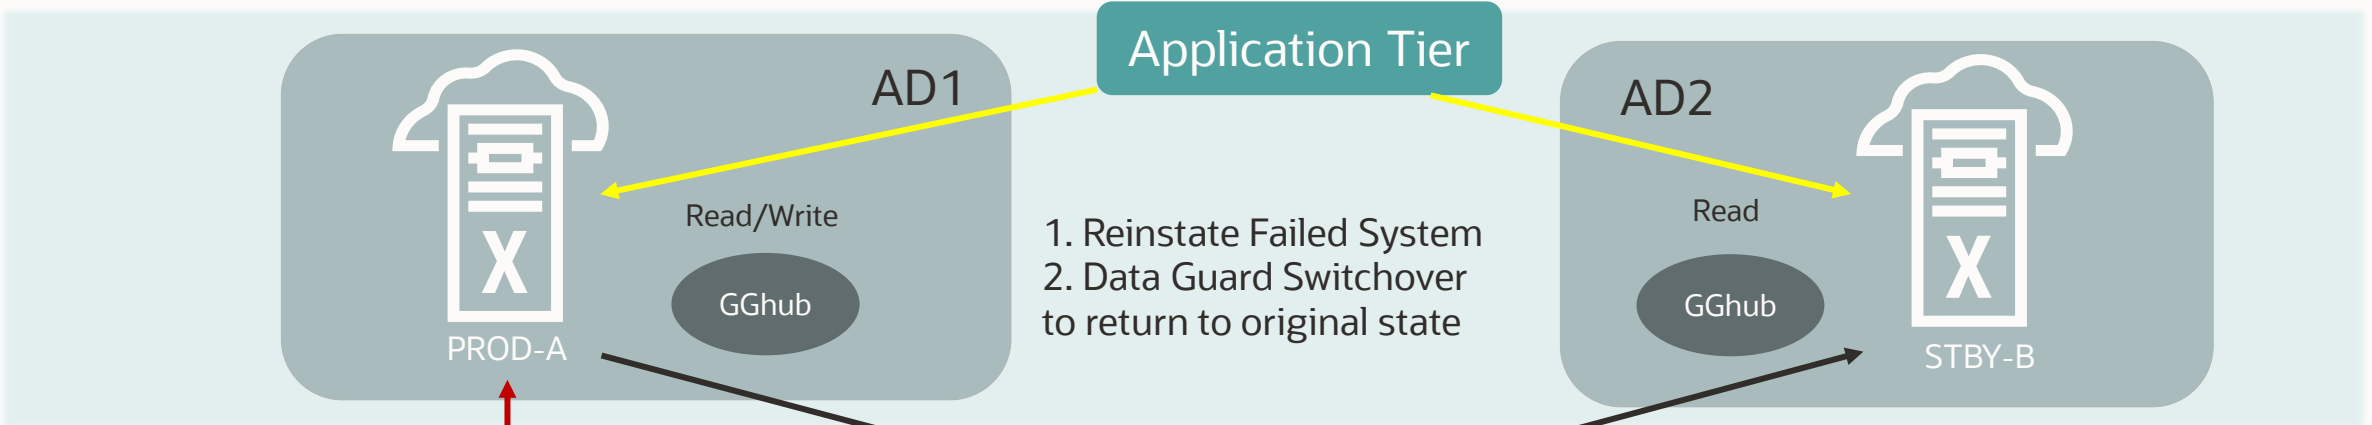 Application Tier
AD1
Read/Write
GGhub
X
PROD-A
1. Reinstate Failed System
2. Data Guard Switchover
to return to original state
AD2
Read
GGhub
X
STBY-B